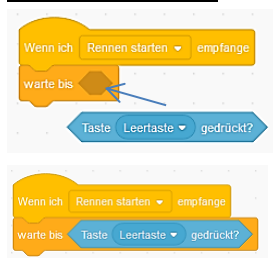 Wenn ich Rennen starten empfange
warte bis
Taste Leertaste gedrückt?
Wenn ich Rennen starten empfange
warte bis Taste Leertaste gedrückt?